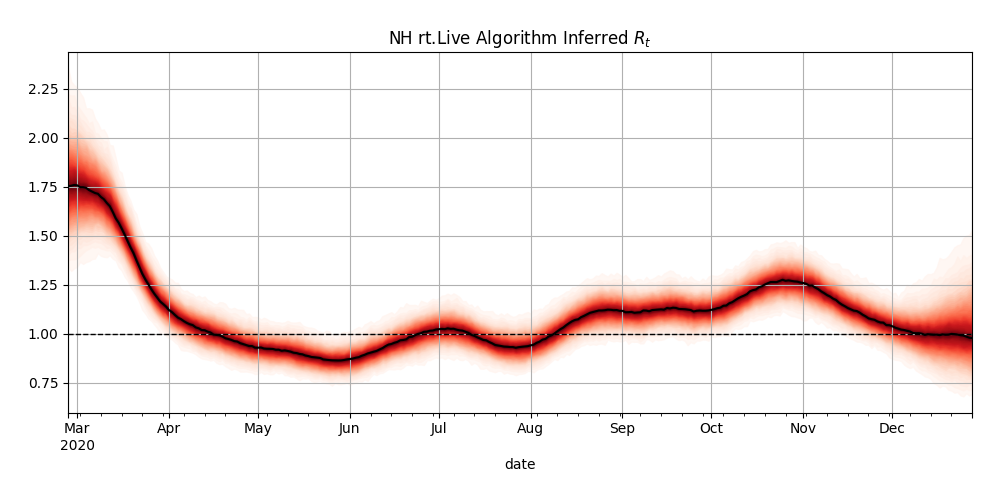 NH rt.Live Algorithm Inferred $R_t$
2.25
2.00
1.75
1.50
1.25
1.00
0.75
Mar Apr May Jun Jul Aug Sep Oct Nov Dec
2020
date